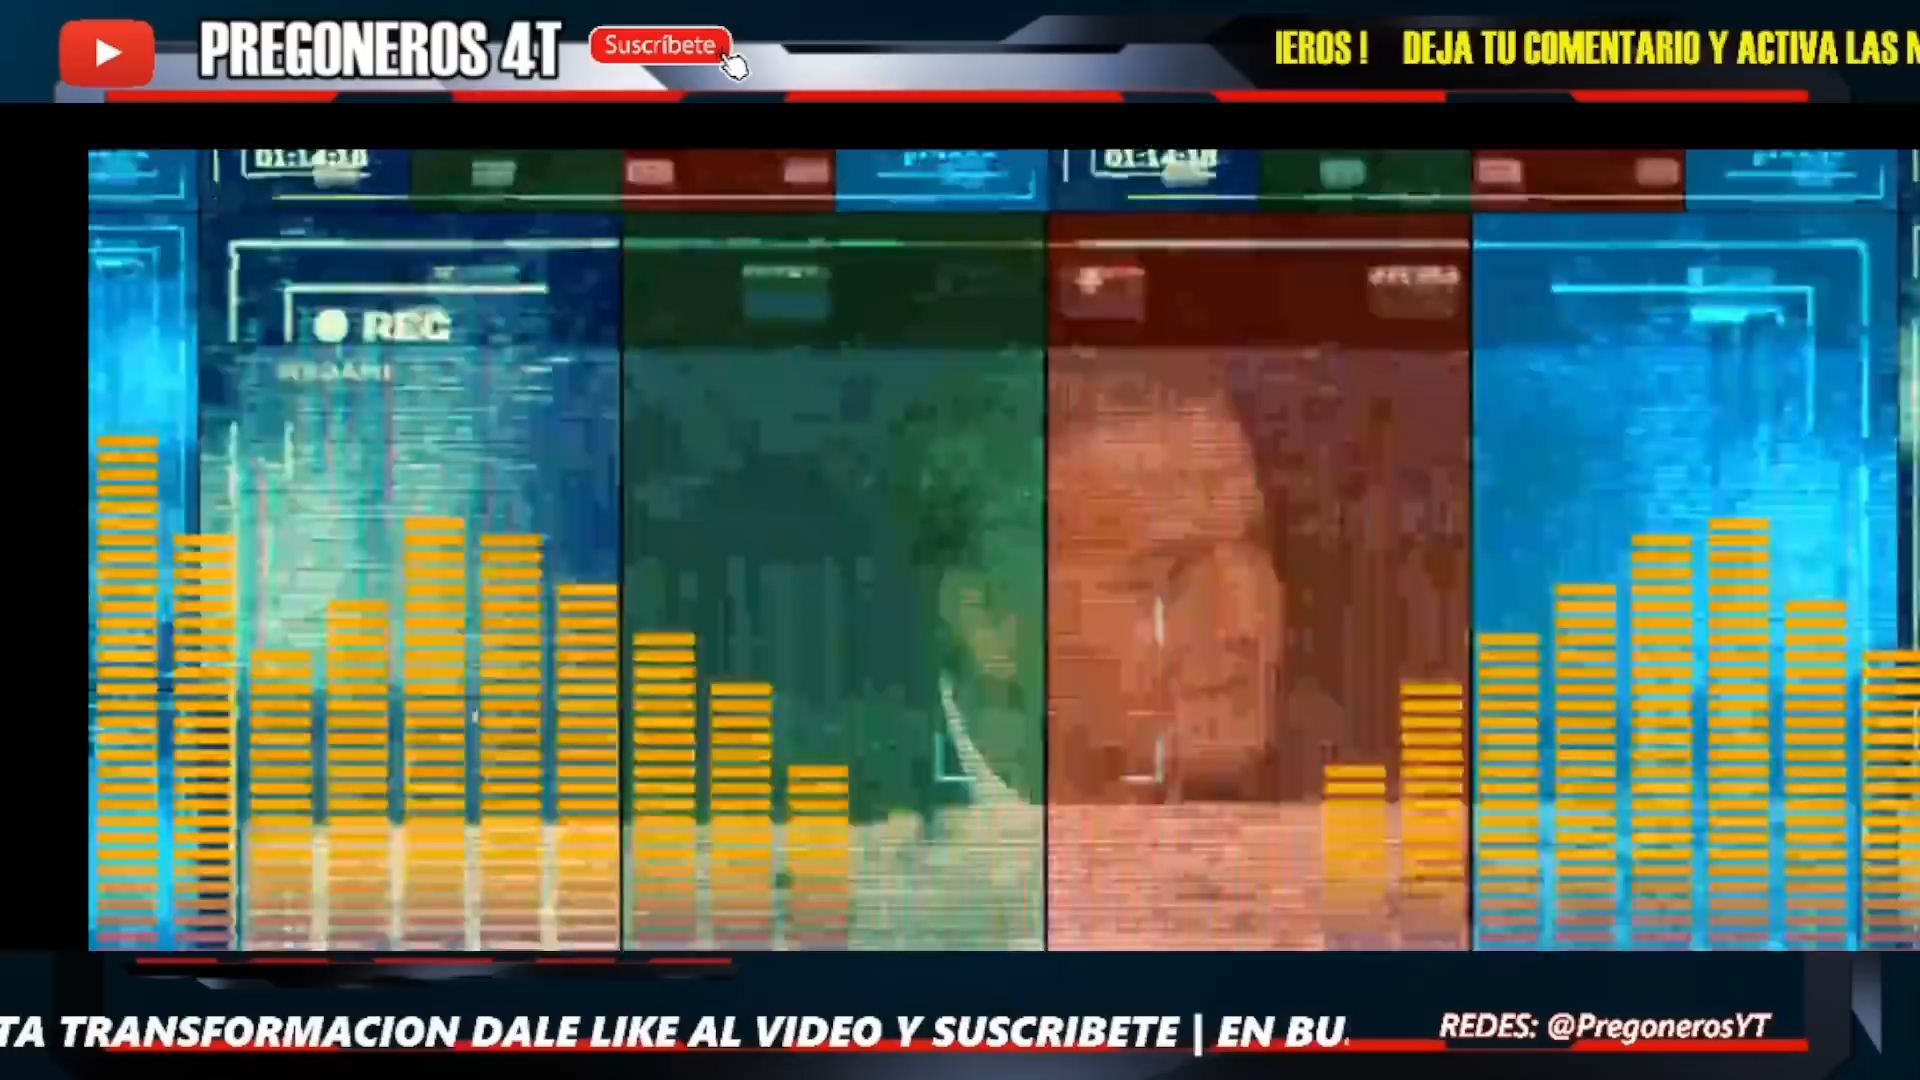 PREGONEROS 4T
Suscríbete
IEROS ! DEJA TU COMENTARIO Y ACTIVA LAS N
01:14:18
01:14:18
REC
TA TRANSFORMACION DALE LIKE AL VIDEO Y SUSCRIBETE | EN BU
REDES: @PregonerosYT